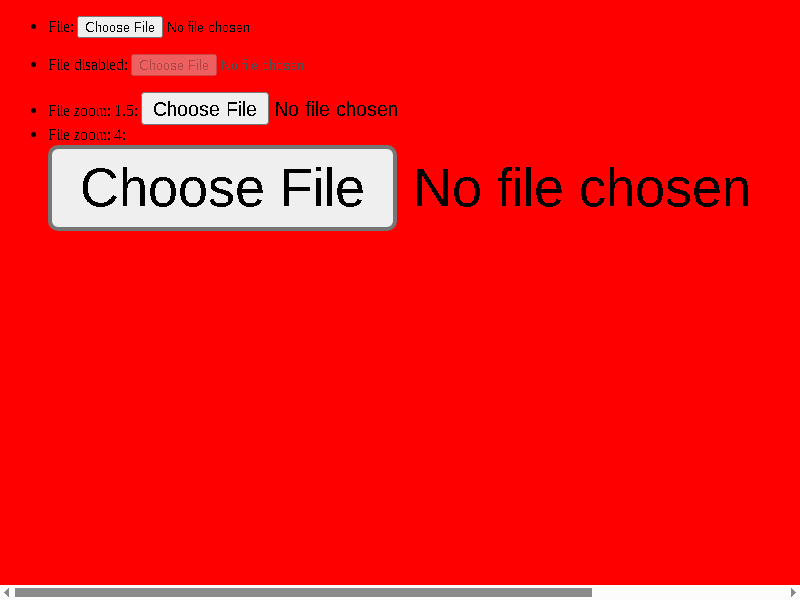 File: Choose File No file chosen
File disabled: Choose File No file chosen
File zoom: 1.5: Choose File No file chosen
File zoom: 4:
Choose File No file chosen